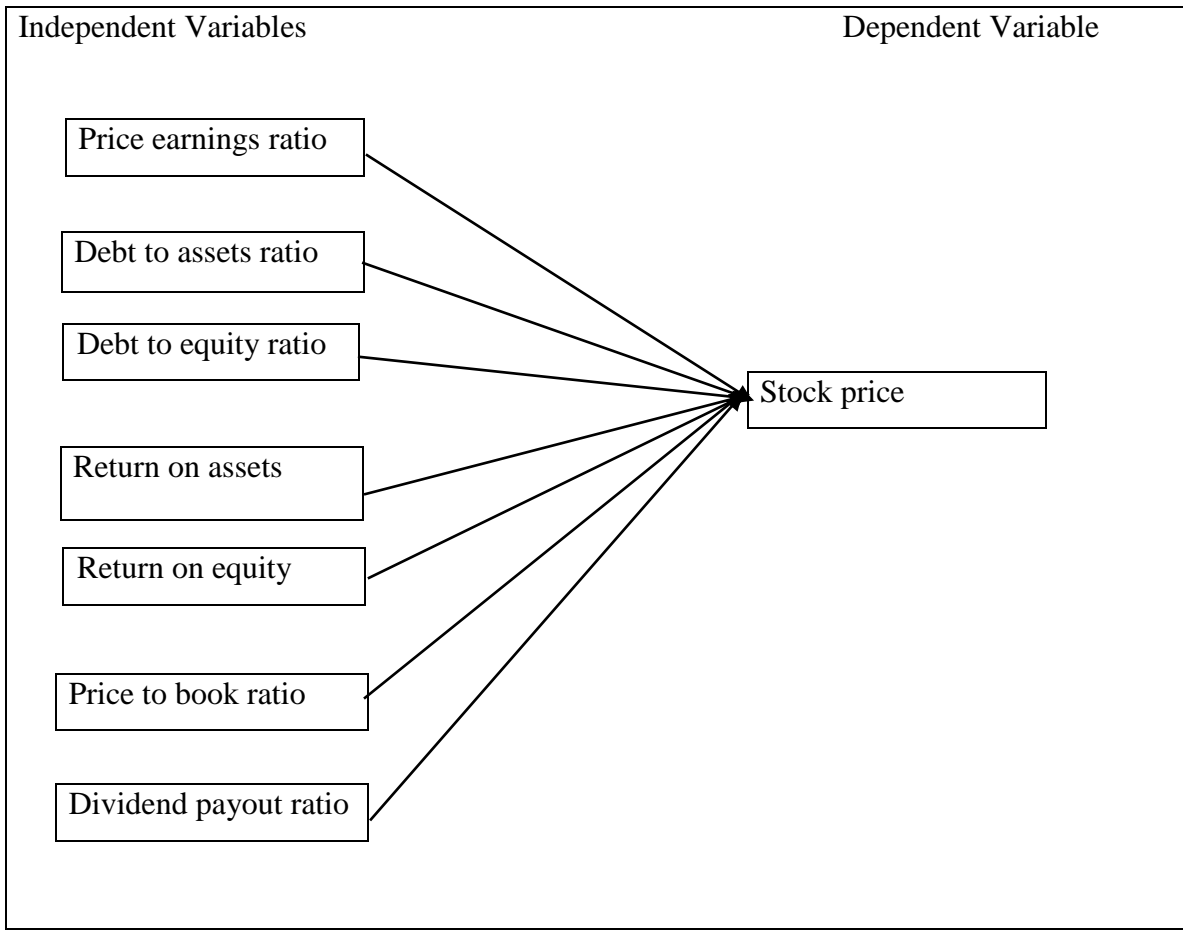 Independent Variables
Dependent Variable
Price earnings ratio
Debt to assets ratio
Debt to equity ratio
Stock price
Return on assets
Return on equity
Price to book ratio
Dividend payout ratio